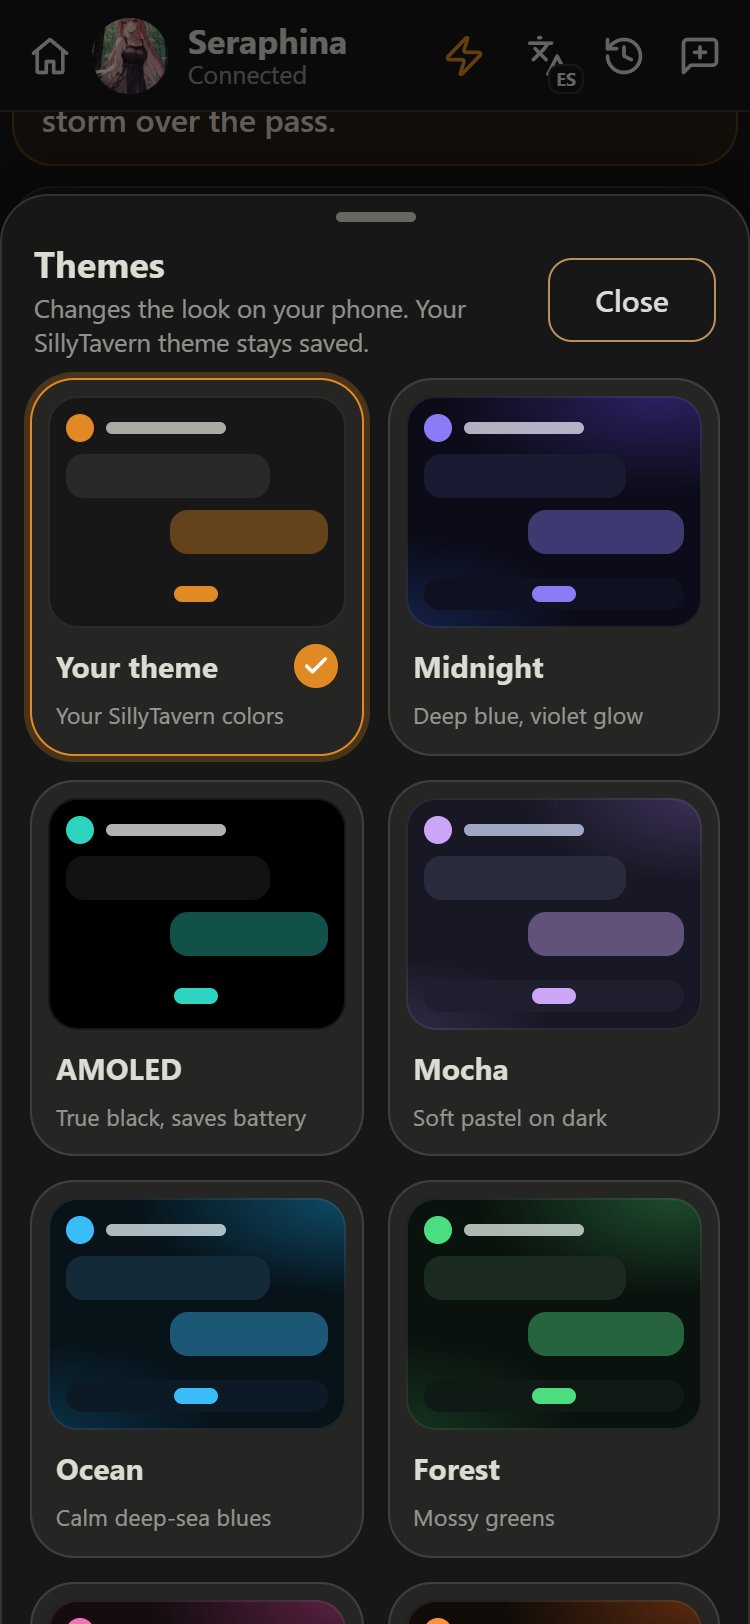 Seraphina
Connected
ES
storm over the pass.
Themes
Changes the look on your phone. Your
SillyTavern theme stays saved.
Close
Your theme
Your SillyTavern colors
Midnight
Deep blue, violet glow
AMOLED
True black, saves battery
Mocha
Soft pastel on dark
Ocean
Calm deep-sea blues
Forest
Mossy greens